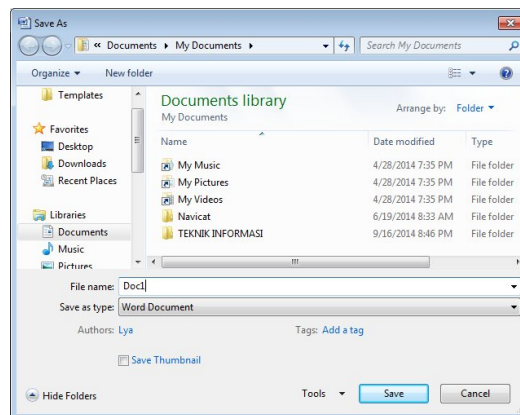 Save As
« Documents ▸ My Documents ▸ Search My Documents
Organize ▾ New folder
Templates
Favorites
Desktop
Downloads
Recent Places
Libraries
Documents
Music
Pictures
Documents library
My Documents
Arrange by: Folder ▾
Name Date modified Type
My Music 4/28/2014 7:35 PM File folder
My Pictures 4/28/2014 7:35 PM File folder
My Videos 4/28/2014 7:35 PM File folder
Navicat 6/19/2014 8:33 AM File folder
TEKNIK INFORMASI 9/16/2014 8:46 PM File folder
File name: Doc1
Save as type: Word Document
Authors: Lya Tags: Add a tag
Save Thumbnail
Hide Folders Tools ▾ Save Cancel